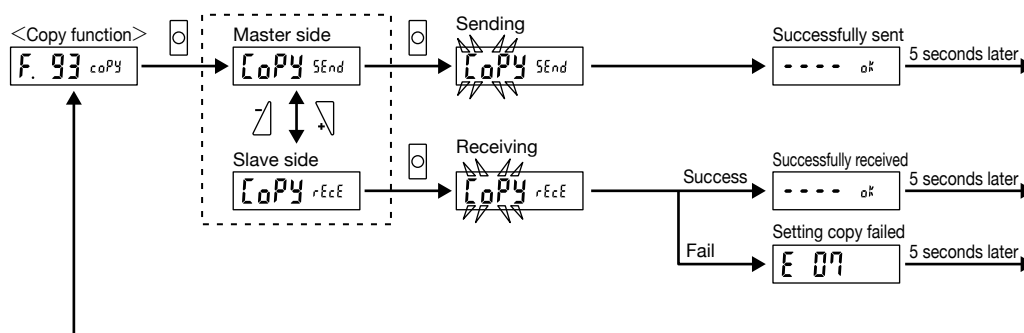 <Copy function>
F. 93 coPY
Master side
CoPY SEnd
Sending
CoPY SEnd
Successfully sent
- - - - oK
5 seconds later
-
+
Slave side
CoPY rEcE
Receiving
CoPY rEcE
Success
Successfully received
- - - - oK
5 seconds later
Fail
Setting copy failed
E 07
5 seconds later